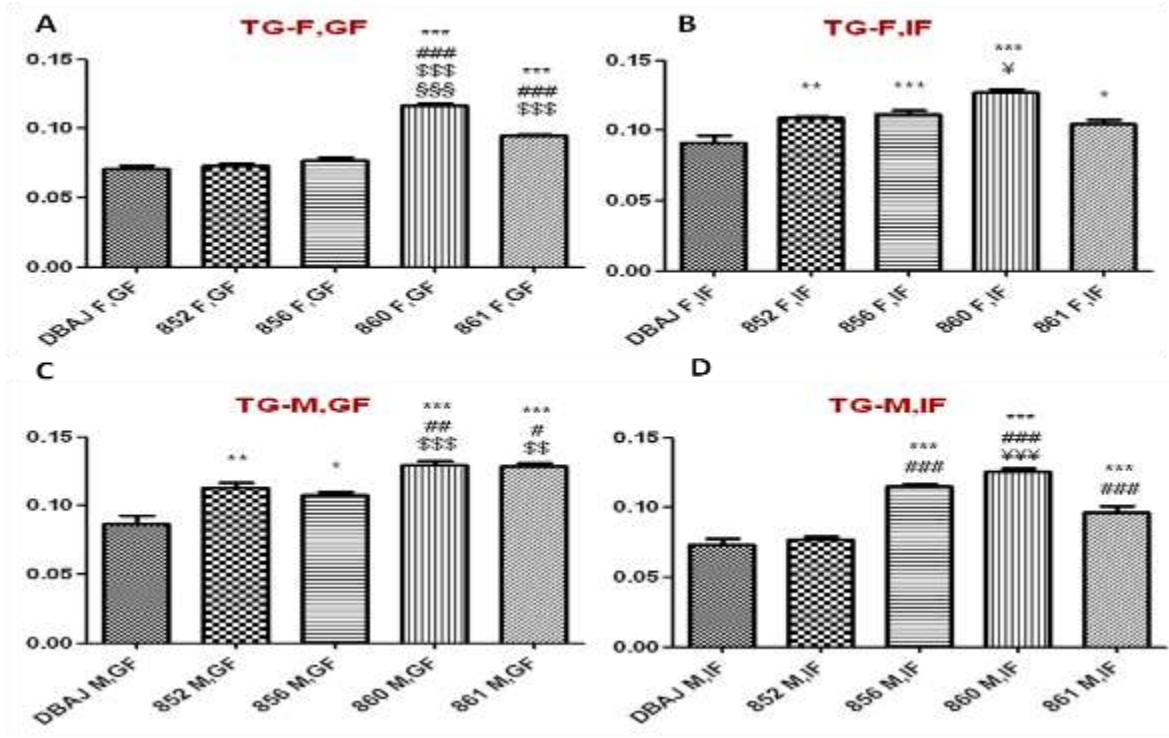 A
TG-F,GF
***
###
$$$
§§§
***
###
$$$
0.15
0.10
0.05
0.00
DBAJ F,GF
852 F,GF
856 F,GF
860 F,GF
861 F,GF
B
TG-F,IF
**
***
***
¥
*
0.15
0.10
0.05
0.00
DBAJ F,IF
852 F,IF
856 F,IF
860 F,IF
861 F,IF
C
TG-M,GF
**
*
***
##
$$$
***
#
$$
0.15
0.10
0.05
0.00
DBAJ M,GF
852 M,GF
856 M,GF
860 M,GF
861 M,GF
D
TG-M,IF
***
###
***
###
¥¥¥
***
###
0.15
0.10
0.05
0.00
DBAJ M,IF
852 M,IF
856 M,IF
860 M,IF
861 M,IF